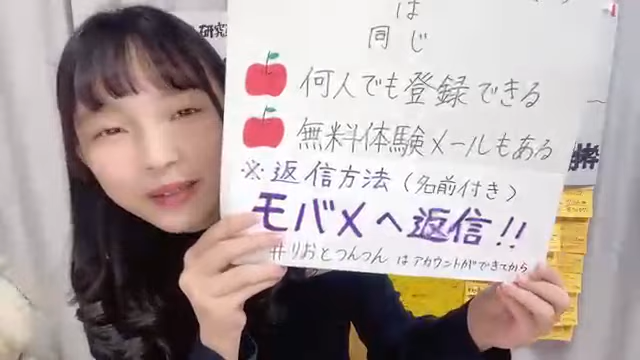 研究
は
同じ
何人でも登録できる
無料体験メールもある
※返信方法(名前付き)
モバメへ返信!!
#りおとつんつん はアカウントができてから